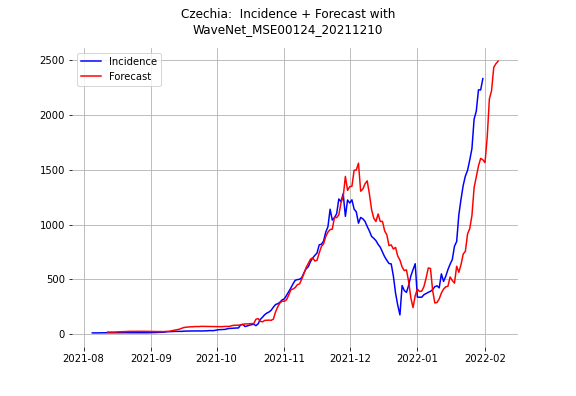 Czechia:  Incidence + Forecast with
WaveNet_MSE00124_20211210
Incidence
Forecast
2500
2000
1500
1000
500
0
2021-08 2021-09 2021-10 2021-11 2021-12 2022-01 2022-02